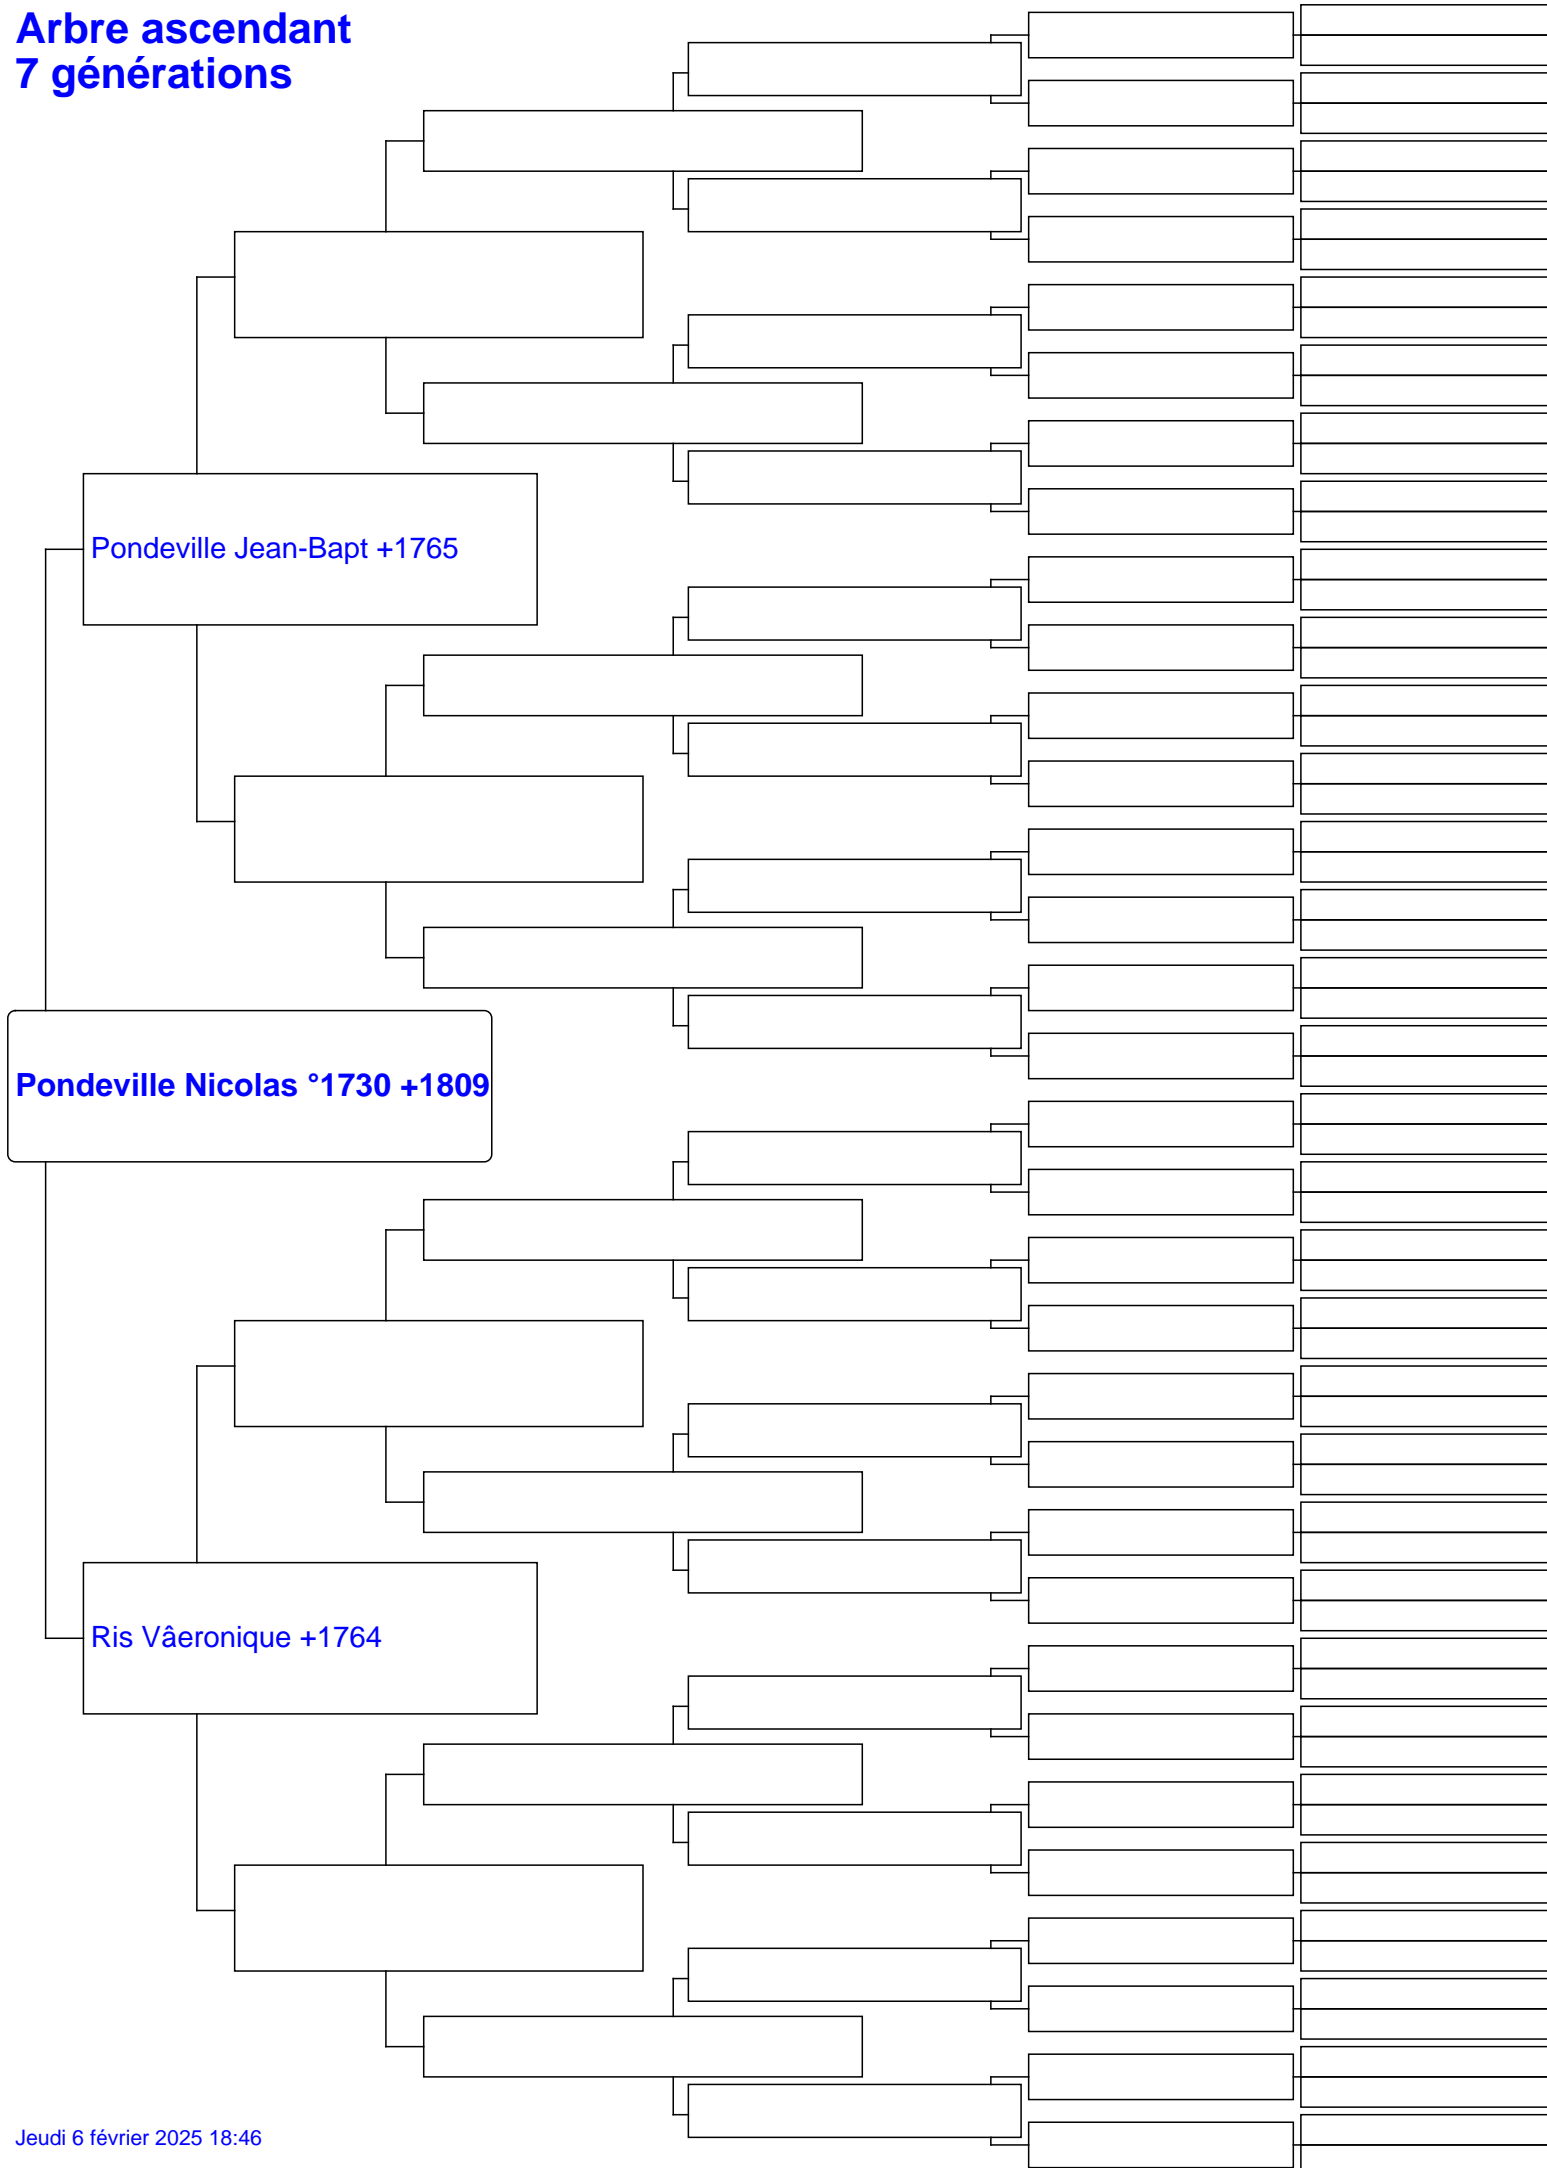 Arbre ascendant
7 générations
Pondeville Jean-Bapt +1765
Pondeville Nicolas °1730 +1809
Ris Vâeronique +1764
Jeudi 6 février 2025 18:46